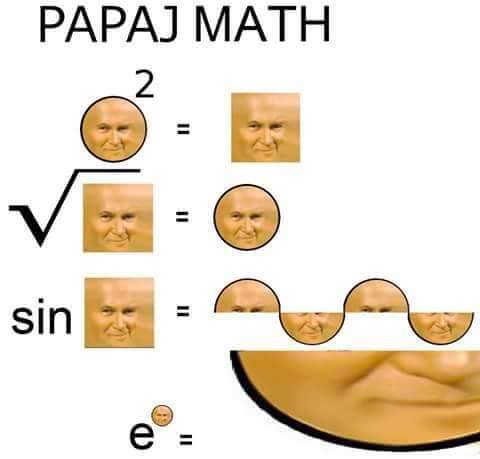 PAPAJ MATH
2
=
√ =
sin =
e =